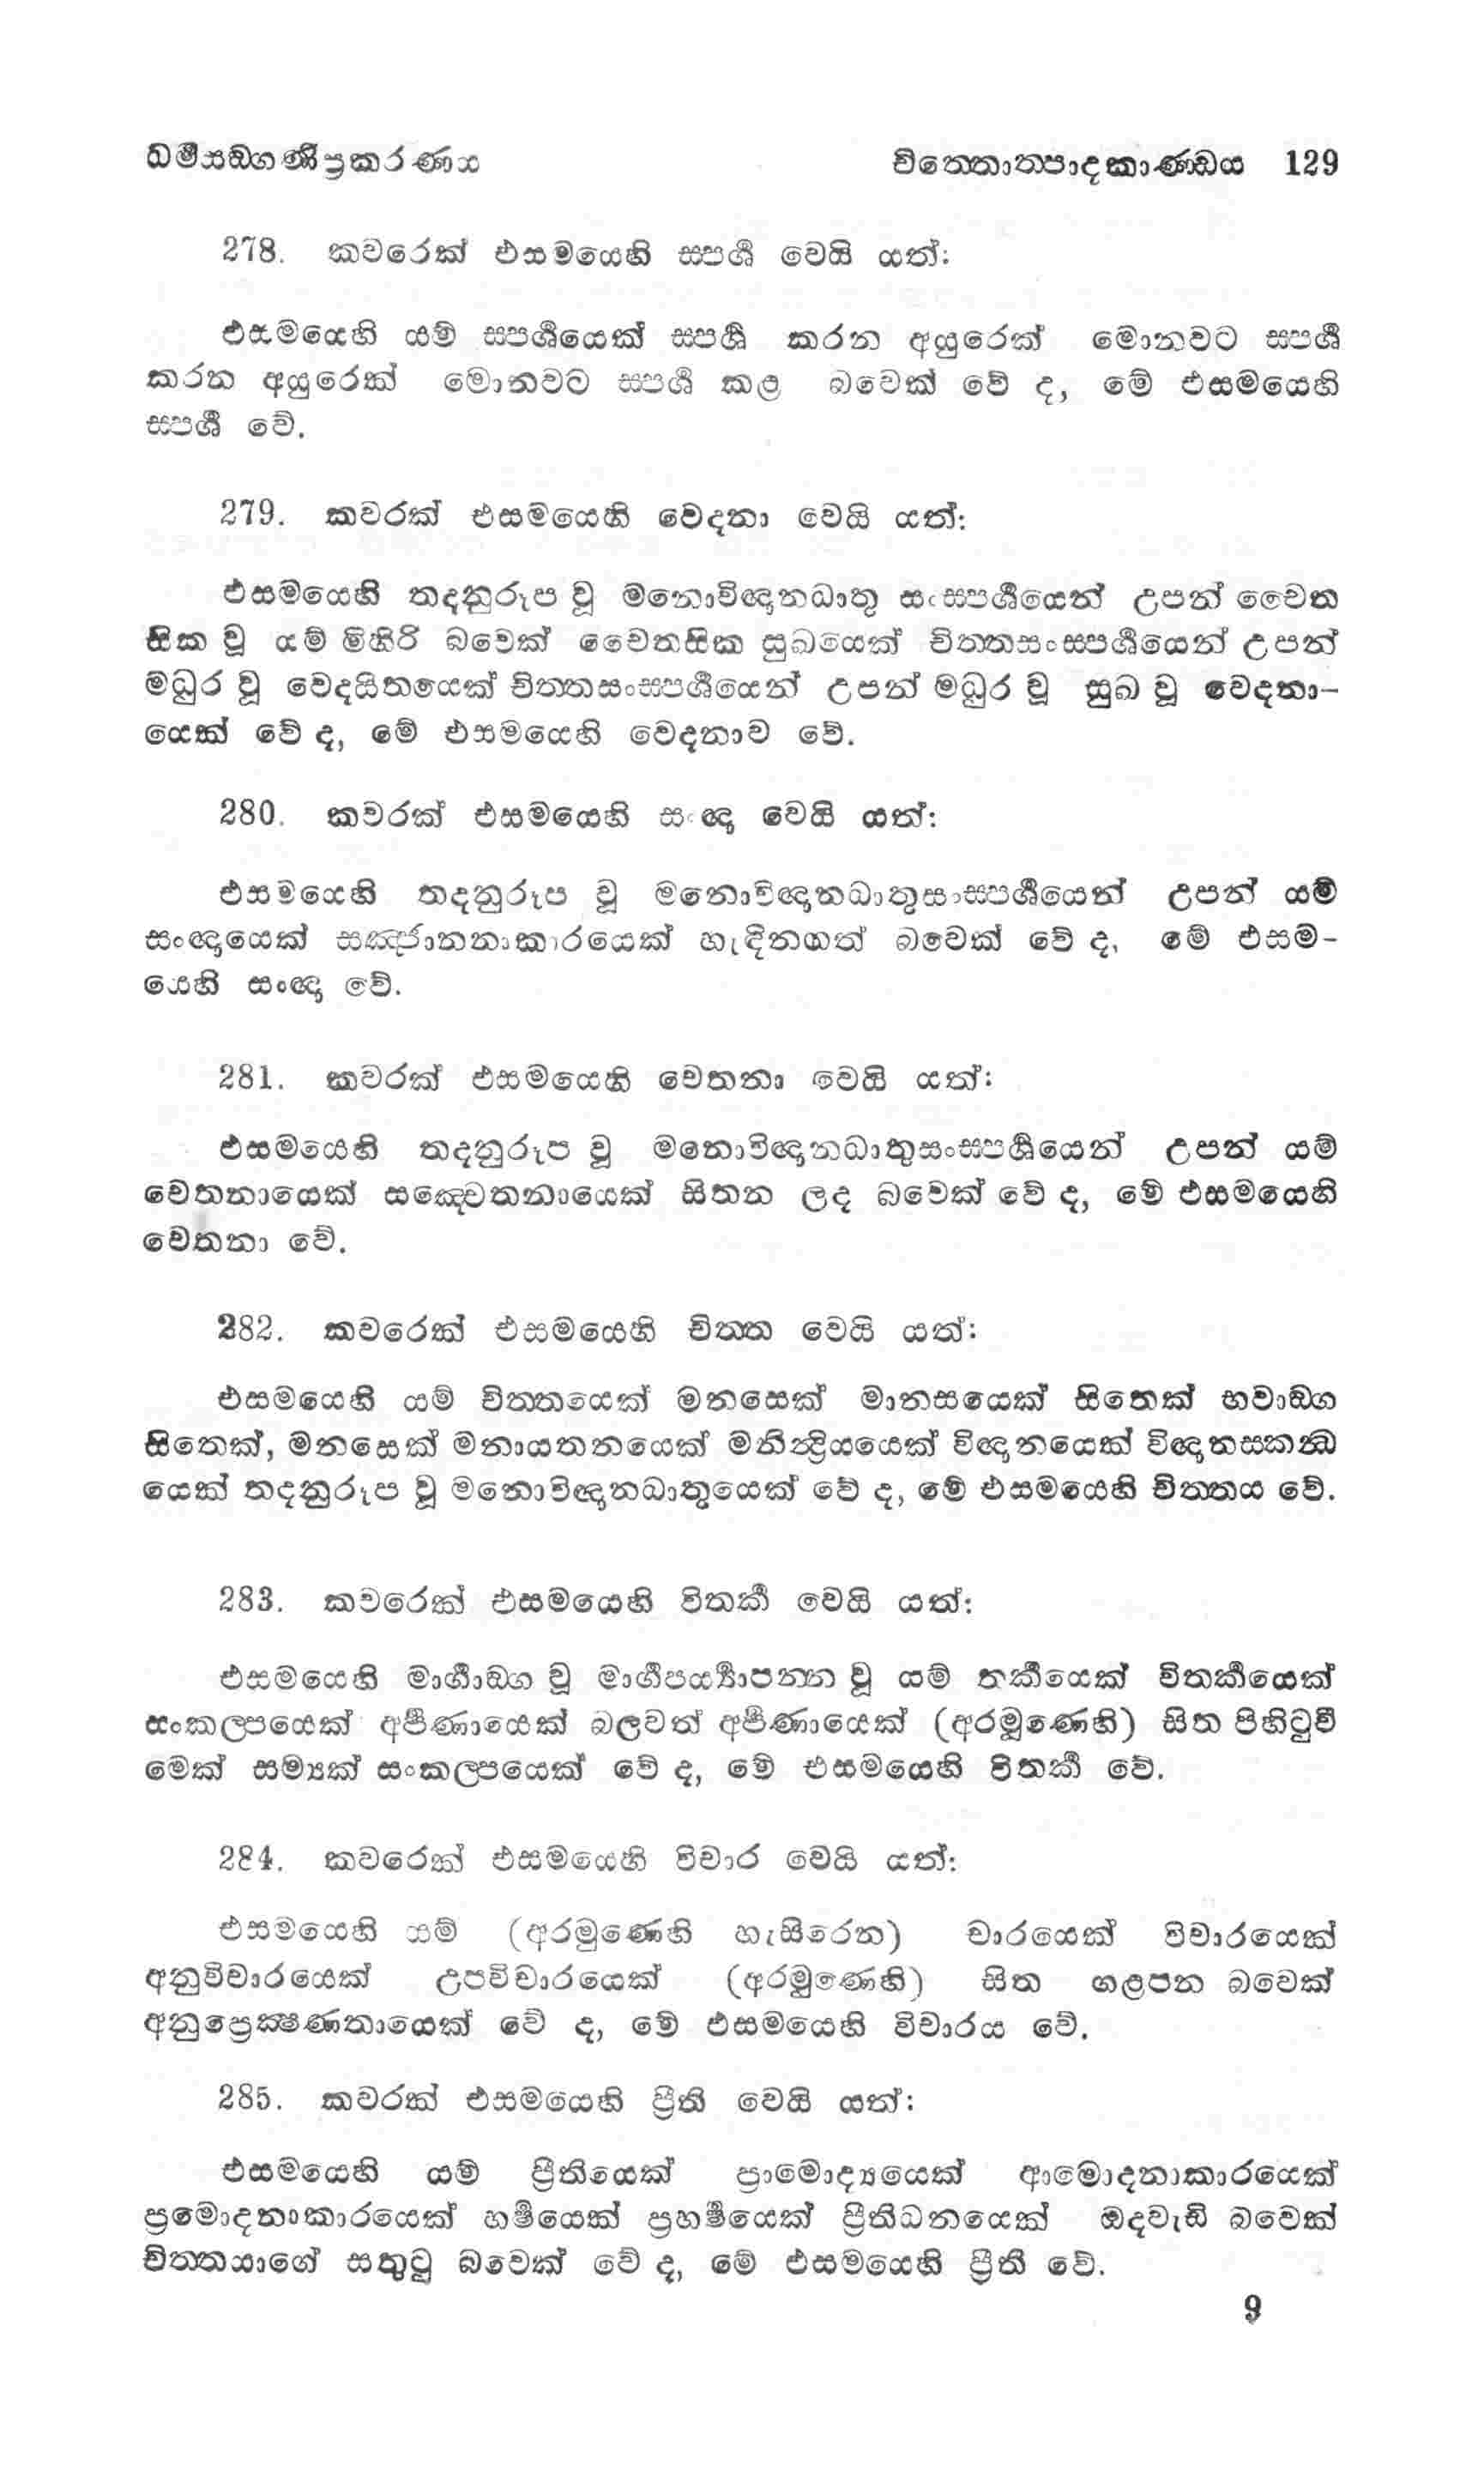 ධර්මසඞ්ගණිප්‍රකරණය චිත්තොත්පාදකාණ්ඩය 129
278. කවරෙක් එසමයෙහි ස්පර්ශ වෙයි යත්:
එසමයෙහි යම් ස්පර්ශයෙක් ස්පර්ශ කරන අයුරෙක් මොනවට ස්පර්ශ
කරන අයුරෙක් මොනවට ස්පර්ශ කළ බවෙක් වේ ද, මේ එසමයෙහි
ස්පර්ශ වේ.
279. කවරක් එසමයෙහි වෙදනා වෙයි යත්:
එසමයෙහි තදනුරූප වූ මනොවිඥානධාතු සංස්පර්ශයෙන් උපන් චෛත
සික වූ යම් මිහිරි බවෙක් චෛතසික සුඛයෙක් චිත්තසංස්පර්ශයෙන් උපන්
මධුර වූ වෙදයිතයෙක් චිත්තසංස්පර්ශයෙන් උපන් මධුර වූ සුඛ වූ වෙදනා-
යෙක් වේ ද, මේ එසමයෙහි වෙදනාව වේ.
280. කවරක් එසමයෙහි සංඥා වෙයි යත්:
එසමයෙහි තදනුරූප වූ මනොවිඥානධාතුසංස්පර්ශයෙන් උපන් යම්
සංඥායෙක් සඤ්ජානනාකාරයෙක් හැඳිනගත් බවෙක් වේ ද, මේ එසම-
යෙහි සංඥා වේ.
281. කවරක් එසමයෙහි චෙතනා වෙයි යත්:
එසමයෙහි තදනුරූප වූ මනොවිඥානධාතුසංස්පර්ශයෙන් උපන් යම්
චෙතනායෙක් සඤ්චෙතනායෙක් සිතන ලද බවෙක් වේ ද, මේ එසමයෙහි
චෙතනා වේ.
282. කවරෙක් එසමයෙහි චිත්ත වෙයි යත්:
එසමයෙහි යම් චිත්තයෙක් මනසෙක් මානසයෙක් සිතෙක් භවාඞ්ග
සිතෙක්, මනසෙක් මනායතනයෙක් මනින්ද්‍රියයෙක් විඥානයෙක් විඥානස්කන්ධ
යෙක් තදනුරූප වූ මනොවිඥානධාතුයෙක් වේ ද, මේ එසමයෙහි චිත්තය වේ.
283. කවරෙක් එසමයෙහි විතර්ක වෙයි යත්:
එසමයෙහි මාර්ගාඞ්ග වූ මාර්ගපර්‍ය්‍යාපන්න වූ යම් තර්කයෙක් විතර්කයෙක්
සංකල්පයෙක් අර්පණායෙක් බලවත් අර්පණායෙක් (අරමුණෙහි) සිත පිහිටුවී
මෙක් සම්‍යක් සංකල්පයෙක් වේ ද, මේ එසමයෙහි විතර්ක වේ.
284. කවරෙක් එසමයෙහි විචාර වෙයි යත්:
එසමයෙහි යම් (අරමුණෙහි හැසිරෙන) චාරයෙක් විචාරයෙක්
අනුවිචාරයෙක් උපවිචාරයෙක් (අරමුණෙහි) සිත ගළපන බවෙක්
අනුප්‍රෙක්ෂණතායෙක් වේ ද, මේ එසමයෙහි විචාරය වේ.
285. කවරක් එසමයෙහි ප්‍රීති වෙයි යත්:
එසමයෙහි යම් ප්‍රීතියෙක් ප්‍රාමොද්‍යයෙක් ආමොදනාකාරයෙක්
ප්‍රමොදනාකාරයෙක් හර්ෂයෙක් ප්‍රහර්ෂයෙක් ප්‍රීතිධනයෙක් ඔදවැඩි බවෙක්
චිත්තයාගේ සතුටු බවෙක් වේ ද, මේ එසමයෙහි ප්‍රීති වේ.
9